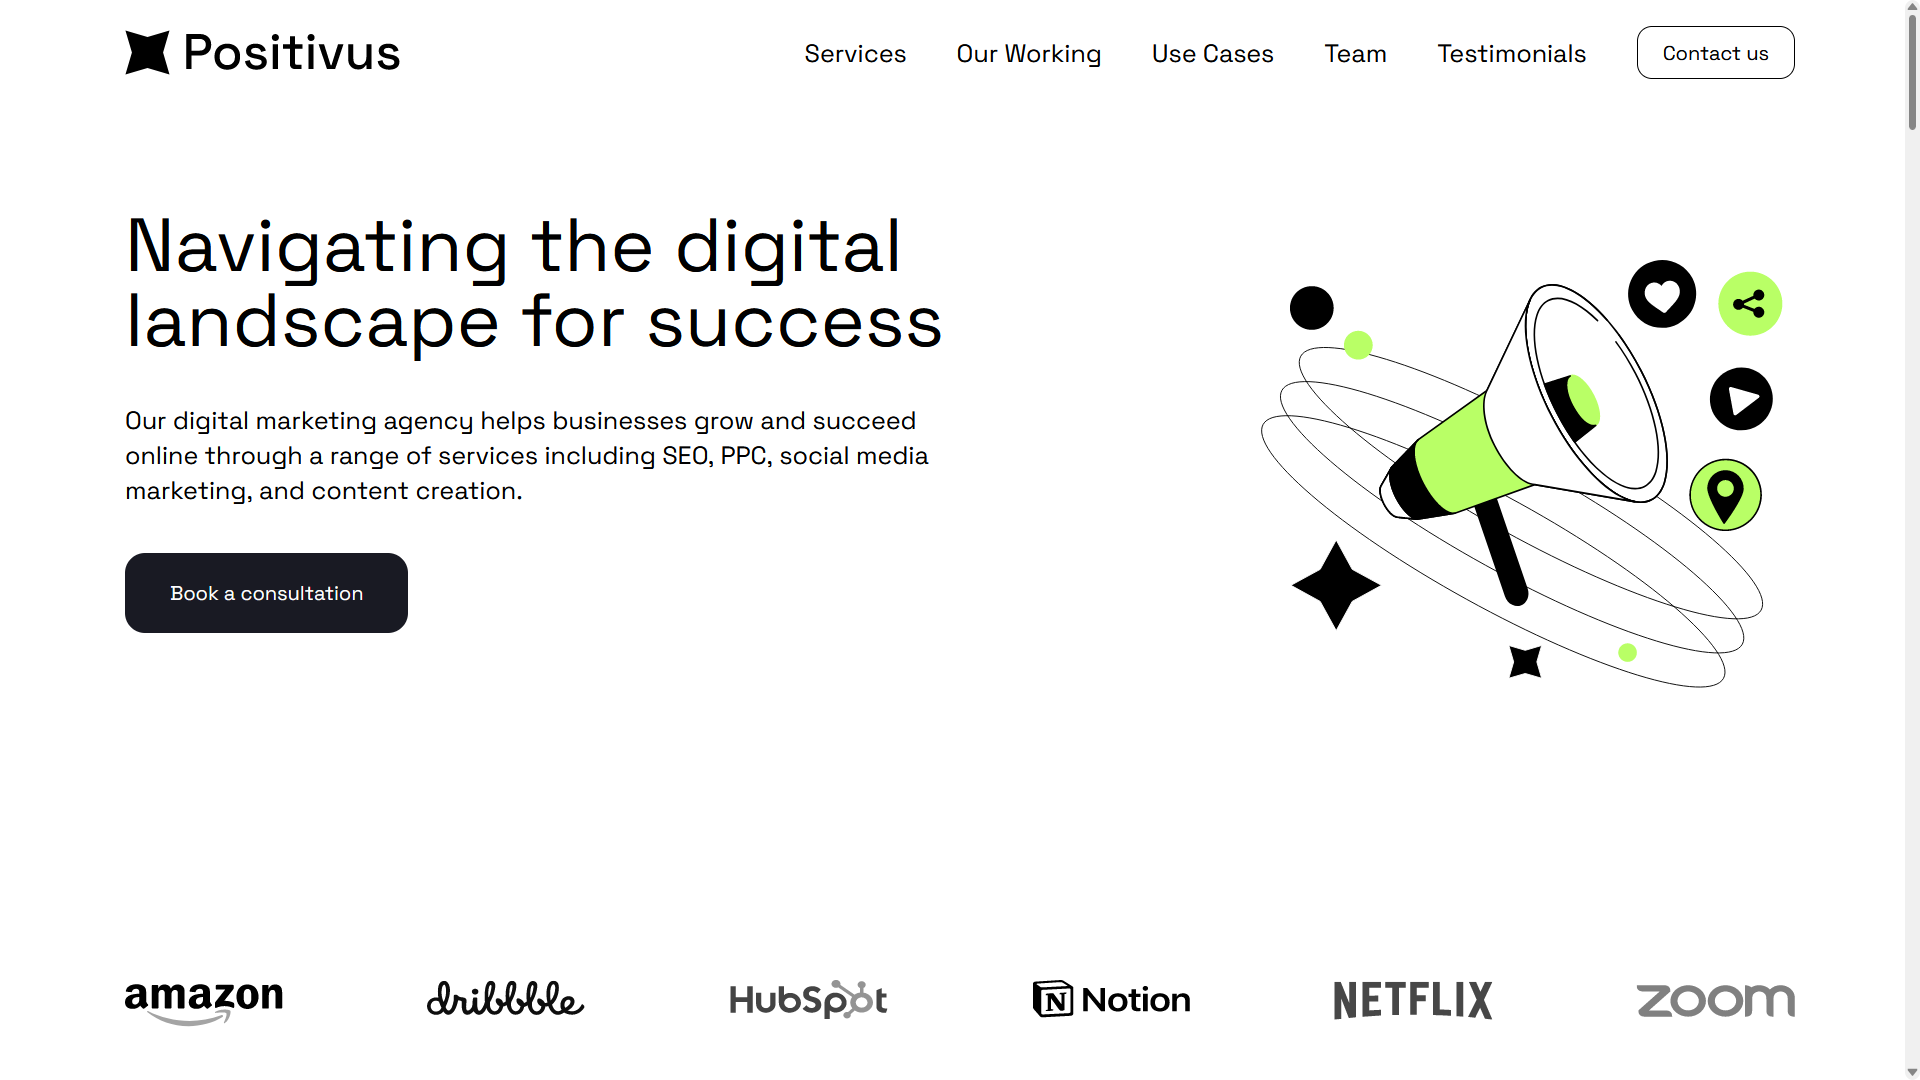 Positivus
Services
Our Working
Use Cases
Team
Testimonials
Contact us
Navigating the digital
landscape for success
Our digital marketing agency helps businesses grow and succeed
online through a range of services including SEO, PPC, social media
marketing, and content creation.
Book a consultation
amazon
dribbble
HubSpot
Notion
NETFLIX
zoom